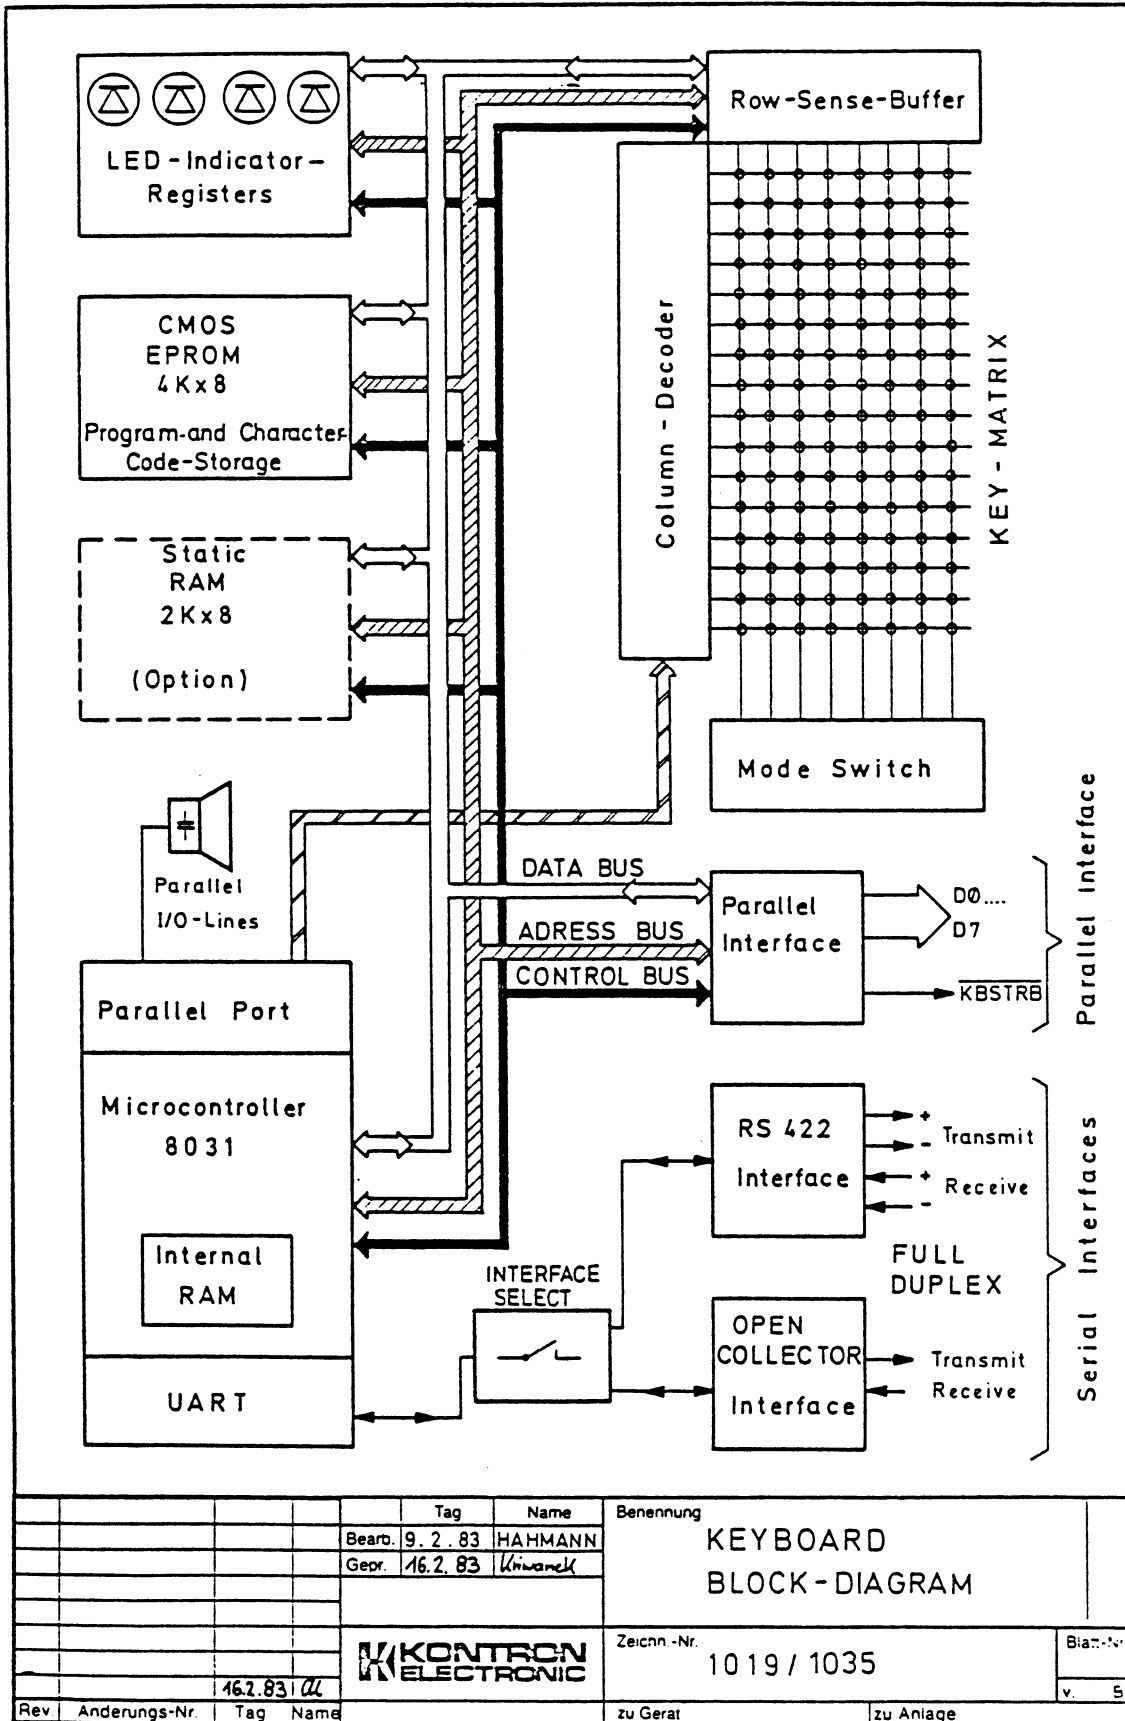 LED-Indicator-
Registers
Row-Sense-Buffer
CMOS
EPROM
4Kx8
Program-and Character
Code-Storage
Column-Decoder
KEY-MATRIX
Static
RAM
2Kx8
(Option)
Mode Switch
Parallel
I/O-Lines
DATA BUS
ADRESS BUS
CONTROL BUS
Parallel
Interface
D0....
D7
KBSTRB
Parallel Interface
Parallel Port
Microcontroller
8031
Internal
RAM
UART
INTERFACE
SELECT
RS 422
Interface
+
- Transmit
+
- Receive
FULL
DUPLEX
OPEN
COLLECTOR
Interface
Transmit
Receive
Serial Interfaces
Tag Name
Bearb. 9.2.83 HAHMANN
Gepr. 16.2.83
Benennung
KEYBOARD
BLOCK-DIAGRAM
KONTRON
ELECTRONIC
Zeichn.-Nr.
1019/1035
Blatt-Nr
v. 5
16.2.83
Rev. Anderungs-Nr. Tag Name
zu Gerat
zu Anlage